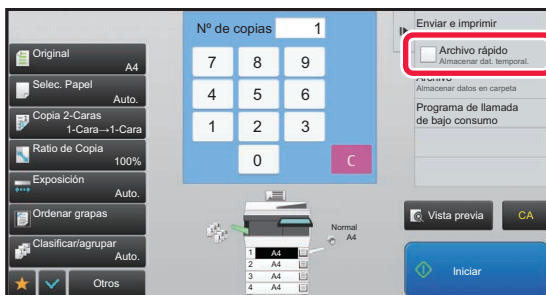 Original
A4
Selec. Papel
Auto.
Copia 2-Caras
1-Cara→1-Cara
Ratio de Copia
100%
Exposición
Auto.
Ordenar grapas
Clasificar/agrupar
Auto.
Otros
Nº de copias 1
7 8 9
4 5 6
1 2 3
0 C
Normal
A4
1 A4
2 A4
3 A4
4 A4
Enviar e imprimir
Archivo rápido
Almacenar dat. temporal.
Archivo
Almacenar datos en carpeta
Programa de llamada
de bajo consumo
Vista previa CA
Iniciar